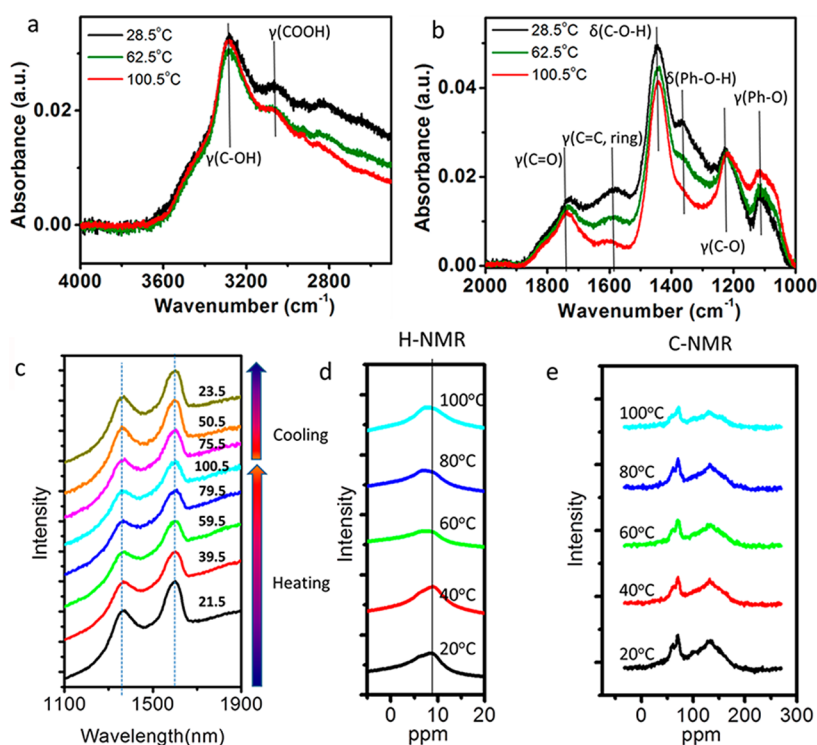 a
28.5°C
62.5°C
100.5°C
γ(COOH)
γ(C-OH)
Absorbance (a.u.)
0.02
0.00
4000 3600 3200 2800
Wavenumber (cm-1)
b
28.5°C
62.5°C
100.5°C
δ(C-O-H)
δ(Ph-O-H)
γ(Ph-O)
γ(C=C, ring)
γ(C=O)
γ(C-O)
Absorbance (a.u.)
0.04
0.02
0.00
2000 1800 1600 1400 1200 1000
Wavenumber (cm-1)
c
23.5
50.5
75.5
100.5
79.5
59.5
39.5
21.5
Cooling
Heating
Intensity
1100 1500 1900
Wavelength(nm)
H-NMR
d
100°C
80°C
60°C
40°C
20°C
Intensity
0 10 20
ppm
C-NMR
e
100°C
80°C
60°C
40°C
20°C
Intensity
0 100 200 300
ppm